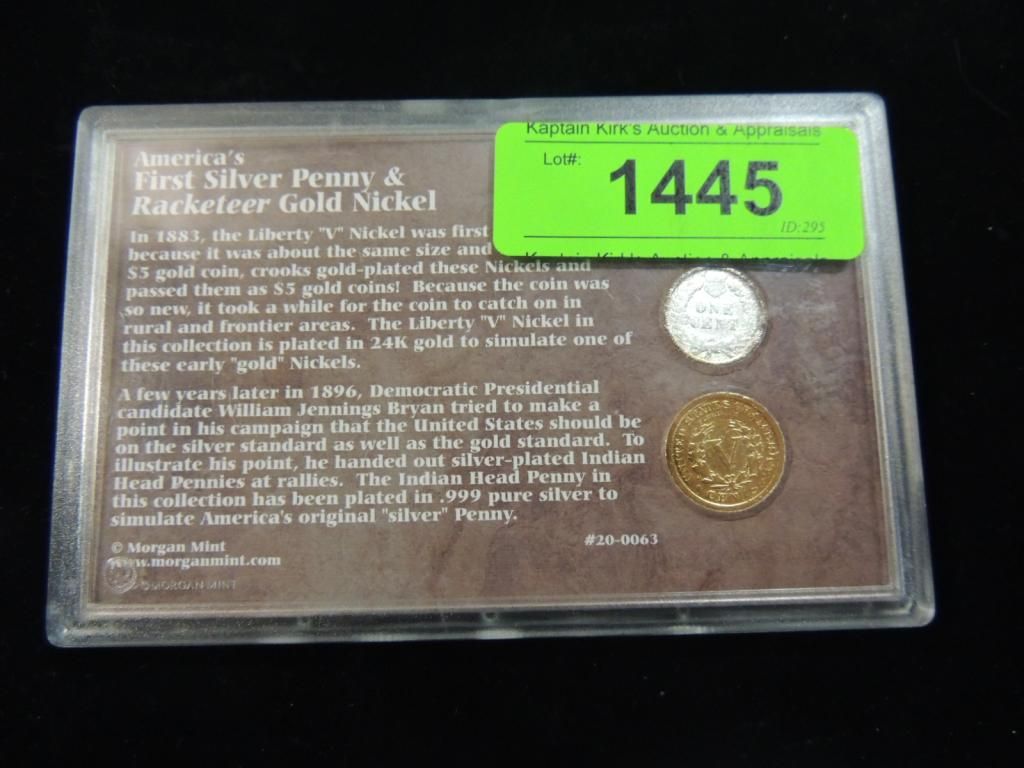 Kaptain Kirk's Auction & Appraisals
Lot#:
1445
ID:295
Kaptain Kirk's Auction & Appraisals
America's
First Silver Penny &
Racketeer Gold Nickel
In 1883, the Liberty "V" Nickel was first
because it was about the same size and
$5 gold coin, crooks gold-plated these Nickels and
passed them as $5 gold coins! Because the coin was
so new, it took a while for the coin to catch on in
rural and frontier areas. The Liberty "V" Nickel in
this collection is plated in 24K gold to simulate one of
these early "gold" Nickels.
A few years later in 1896, Democratic Presidential
candidate William Jennings Bryan tried to make a
point in his campaign that the United States should be
on the silver standard as well as the gold standard. To
illustrate his point, he handed out silver-plated Indian
Head Pennies at rallies. The Indian Head Penny in
this collection has been plated in .999 pure silver to
simulate America's original "silver" Penny.
#20-0063
© Morgan Mint
www.morganmint.com
MORGAN MINT
ONE
CENT
V
CENTS